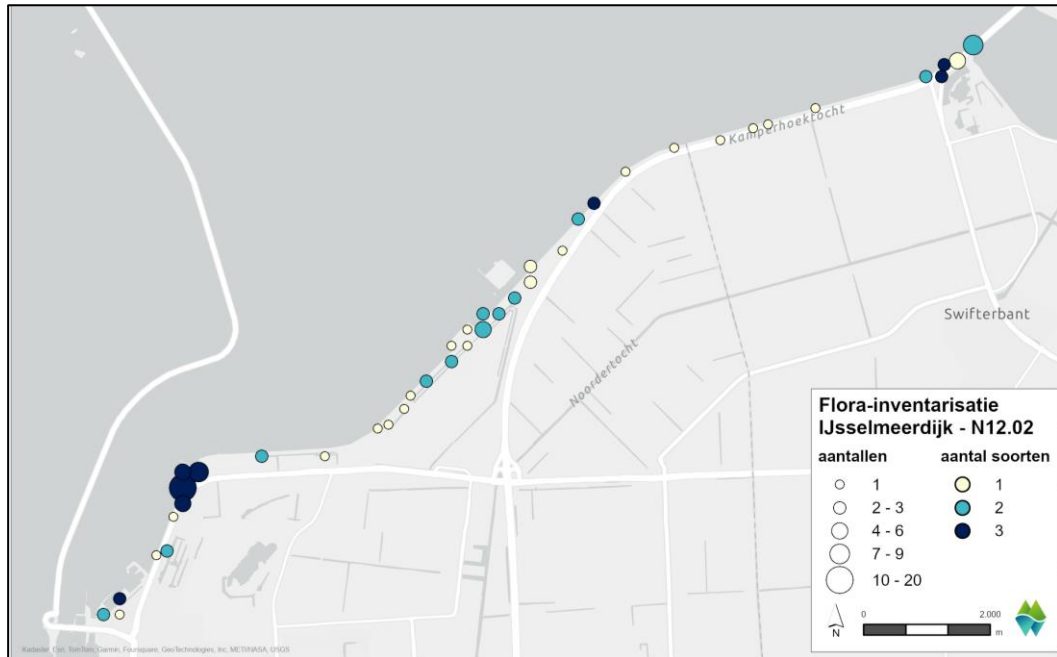 Kamperhoektocht
Swifterbant
Noordertocht
Flora-inventarisatie
IJsselmeerdijk - N12.02
aantallen aantal soorten
1 1
2 - 3 2
4 - 6 3
7 - 9
10 - 20
0 2.000
m
N
Kadaster, Esri, TomTom, Garmin, Foursquare, GeoTechnologies, Inc, METI/NASA, USGS